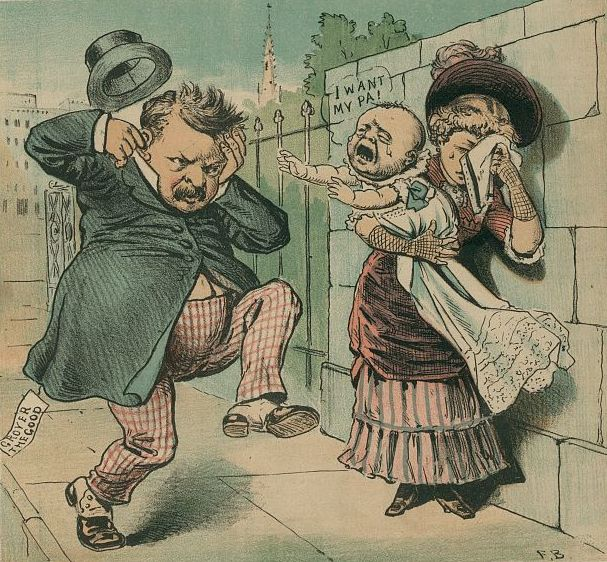 I WANT
MY PA!
GROVER
THE GOOD
F. B.